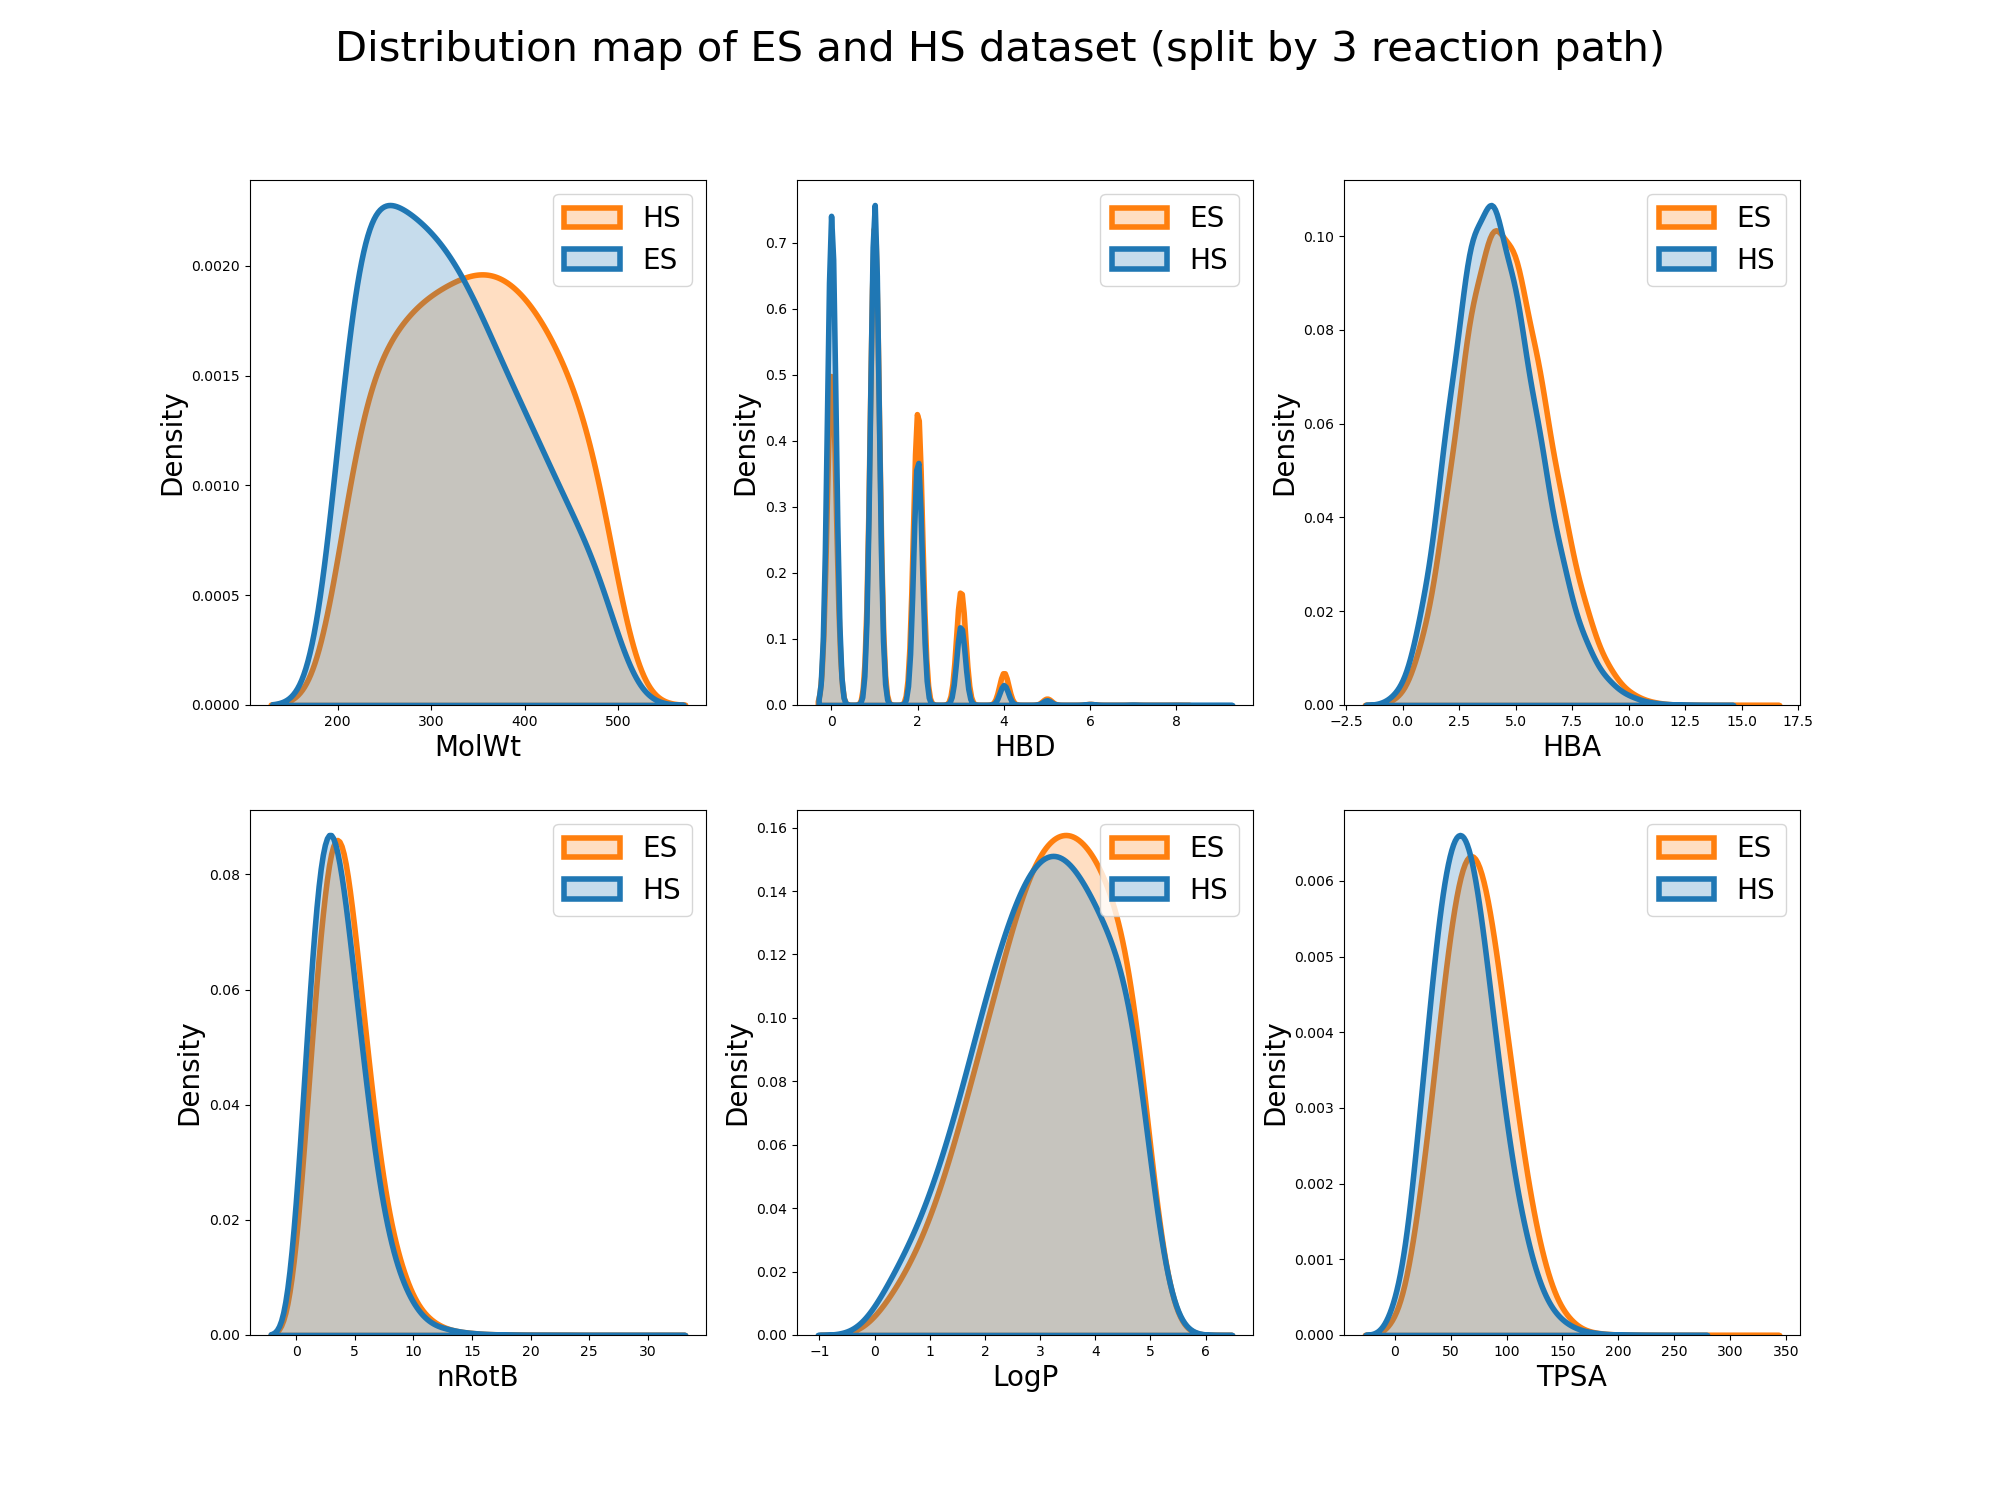 Distribution map of ES and HS dataset (split by 3 reaction path)
HS
ES
Density
0.0020
0.0015
0.0010
0.0005
0.0000
200 300 400 500
MolWt
ES
HS
Density
0.7
0.6
0.5
0.4
0.3
0.2
0.1
0.0
0 2 4 6 8
HBD
ES
HS
Density
0.10
0.08
0.06
0.04
0.02
0.00
−2.5 0.0 2.5 5.0 7.5 10.0 12.5 15.0 17.5
HBA
ES
HS
Density
0.08
0.06
0.04
0.02
0.00
0 5 10 15 20 25 30
nRotB
ES
HS
Density
0.16
0.14
0.12
0.10
0.08
0.06
0.04
0.02
0.00
−1 0 1 2 3 4 5 6
LogP
ES
HS
Density
0.006
0.005
0.004
0.003
0.002
0.001
0.000
0 50 100 150 200 250 300 350
TPSA